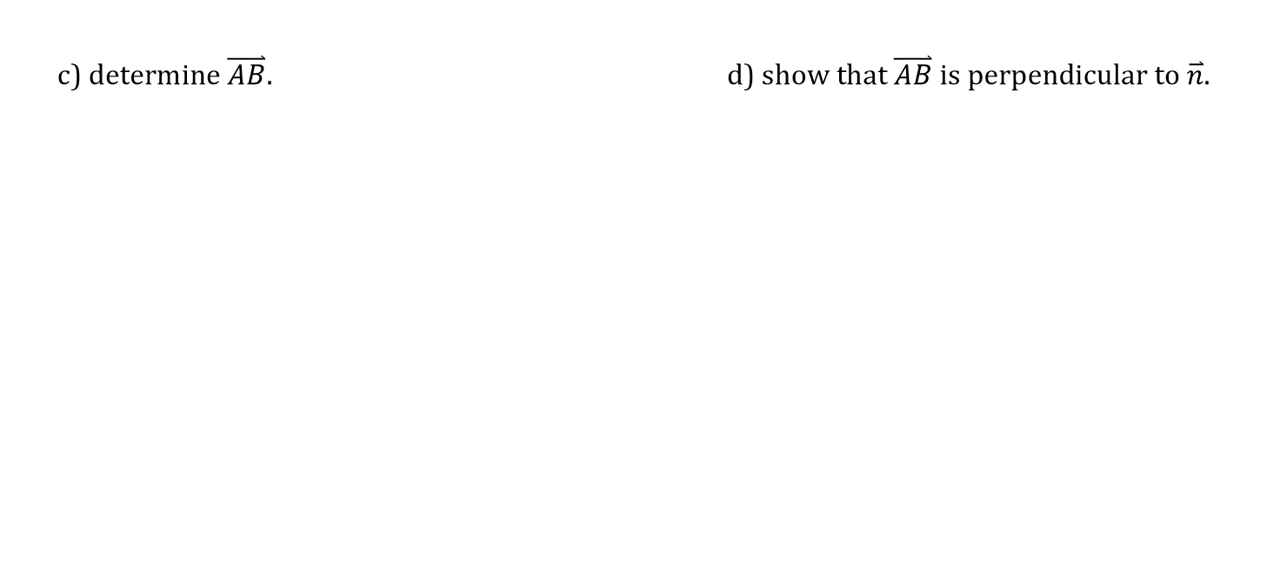 c) determine $\overrightarrow{AB}$.
d) show that $\overrightarrow{AB}$ is perpendicular to $\vec{n}$.